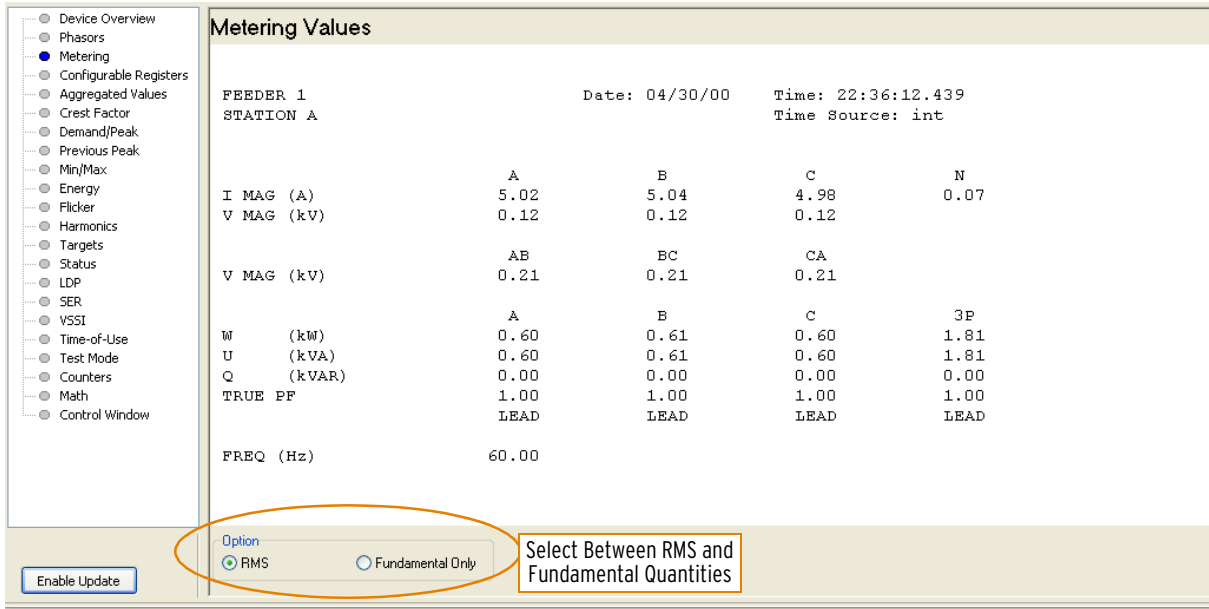 Device Overview
Phasors
Metering
Configurable Registers
Aggregated Values
Crest Factor
Demand/Peak
Previous Peak
Min/Max
Energy
Flicker
Harmonics
Targets
Status
LDP
SER
VSSI
Time-of-Use
Test Mode
Counters
Math
Control Window
Enable Update
Metering Values
FEEDER 1 Date: 04/30/00 Time: 22:36:12.439
STATION A Time Source: int
A B C N
I MAG (A) 5.02 5.04 4.98 0.07
V MAG (kV) 0.12 0.12 0.12
AB BC CA
V MAG (kV) 0.21 0.21 0.21
A B C 3P
W (kW) 0.60 0.61 0.60 1.81
U (kVA) 0.60 0.61 0.60 1.81
Q (kVAR) 0.00 0.00 0.00 0.00
TRUE PF 1.00 1.00 1.00 1.00
LEAD LEAD LEAD LEAD
FREQ (Hz) 60.00
Option
RMS Fundamental Only
Select Between RMS and
Fundamental Quantities